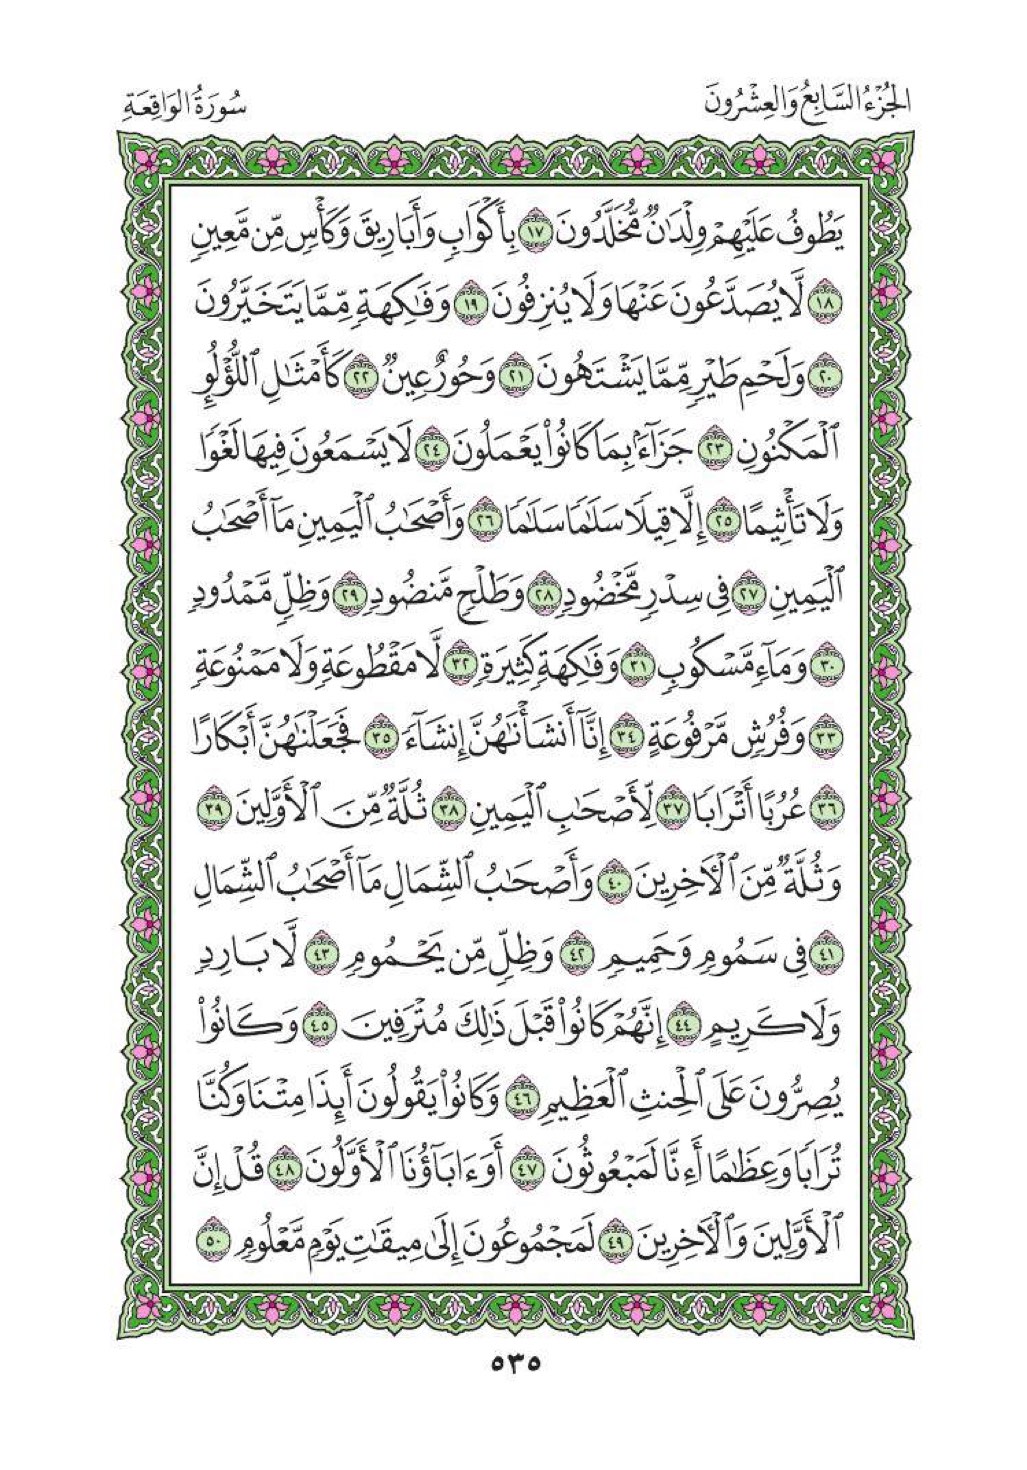 الجُزْءُ السَّابِعُ وَالعِشْرُونَ
سُورَةُ الوَاقِعَةِ
يَطُوفُ عَلَيْهِمْ وِلْدَٰنٌ مُّخَلَّدُونَ ١٧ بِأَكْوَابٍ وَأَبَارِيقَ وَكَأْسٍ مِّن مَّعِينٍ
١٨ لَّا يُصَدَّعُونَ عَنْهَا وَلَا يُنزِفُونَ ١٩ وَفَٰكِهَةٍ مِّمَّا يَتَخَيَّرُونَ
٢٠ وَلَحْمِ طَيْرٍ مِّمَّا يَشْتَهُونَ ٢١ وَحُورٌ عِينٌ ٢٢ كَأَمْثَٰلِ ٱللُّؤْلُؤِ
ٱلْمَكْنُونِ ٢٣ جَزَآءًۢ بِمَا كَانُوا۟ يَعْمَلُونَ ٢٤ لَا يَسْمَعُونَ فِيهَا لَغْوًا
وَلَا تَأْثِيمًا ٢٥ إِلَّا قِيلًا سَلَٰمًا سَلَٰمًا ٢٦ وَأَصْحَٰبُ ٱلْيَمِينِ مَآ أَصْحَٰبُ
ٱلْيَمِينِ ٢٧ فِى سِدْرٍ مَّخْضُودٍ ٢٨ وَطَلْحٍ مَّنضُودٍ ٢٩ وَظِلٍّ مَّمْدُودٍ
٣٠ وَمَآءٍ مَّسْكُوبٍ ٣١ وَفَٰكِهَةٍ كَثِيرَةٍ ٣٢ لَّا مَقْطُوعَةٍ وَلَا مَمْنُوعَةٍ
٣٣ وَفُرُشٍ مَّرْفُوعَةٍ ٣٤ إِنَّآ أَنشَأْنَٰهُنَّ إِنشَآءً ٣٥ فَجَعَلْنَٰهُنَّ أَبْكَارًا
٣٦ عُرُبًا أَتْرَابًا ٣٧ لِّأَصْحَٰبِ ٱلْيَمِينِ ٣٨ ثُلَّةٌ مِّنَ ٱلْأَوَّلِينَ ٣٩
وَثُلَّةٌ مِّنَ ٱلْءَاخِرِينَ ٤٠ وَأَصْحَٰبُ ٱلشِّمَالِ مَآ أَصْحَٰبُ ٱلشِّمَالِ
٤١ فِى سَمُومٍ وَحَمِيمٍ ٤٢ وَظِلٍّ مِّن يَحْمُومٍ ٤٣ لَّا بَارِدٍ
وَلَا كَرِيمٍ ٤٤ إِنَّهُمْ كَانُوا۟ قَبْلَ ذَٰلِكَ مُتْرَفِينَ ٤٥ وَكَانُوا۟
يُصِرُّونَ عَلَى ٱلْحِنثِ ٱلْعَظِيمِ ٤٦ وَكَانُوا۟ يَقُولُونَ أَئِذَا مِتْنَا وَكُنَّا
تُرَابًا وَعِظَٰمًا أَءِنَّا لَمَبْعُوثُونَ ٤٧ أَوَءَابَآؤُنَا ٱلْأَوَّلُونَ ٤٨ قُلْ إِنَّ
ٱلْأَوَّلِينَ وَٱلْءَاخِرِينَ ٤٩ لَمَجْمُوعُونَ إِلَىٰ مِيقَٰتِ يَوْمٍ مَّعْلُومٍ ٥٠
٥٣٥